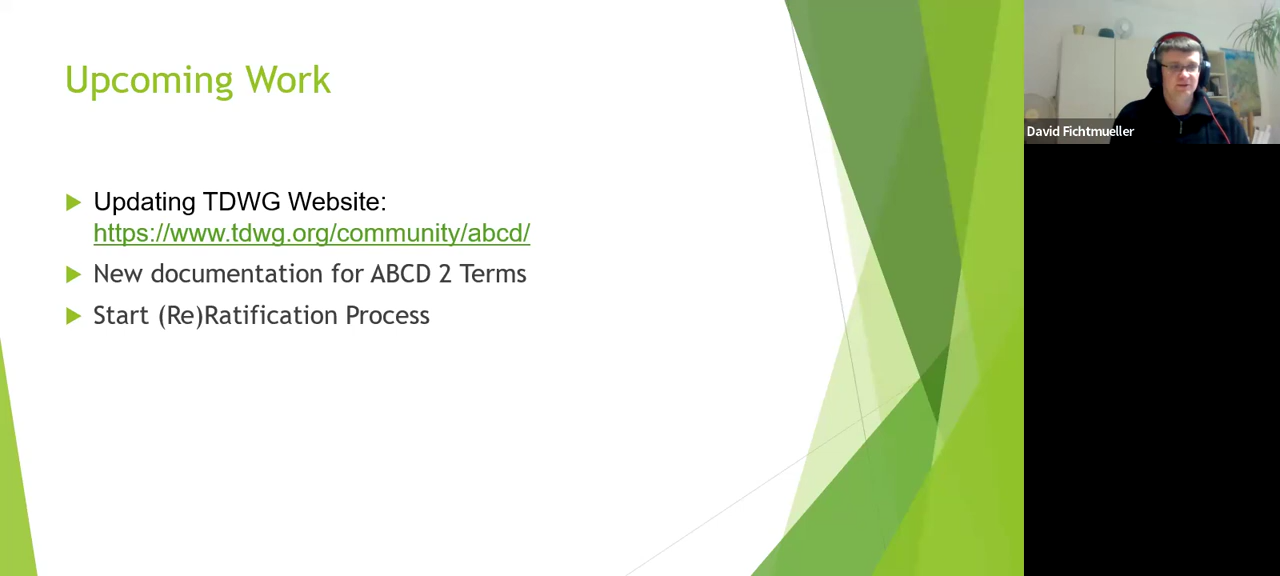 Upcoming Work
Updating TDWG Website:
https://www.tdwg.org/community/abcd/
New documentation for ABCD 2 Terms
Start (Re)Ratification Process
David Fichtmueller